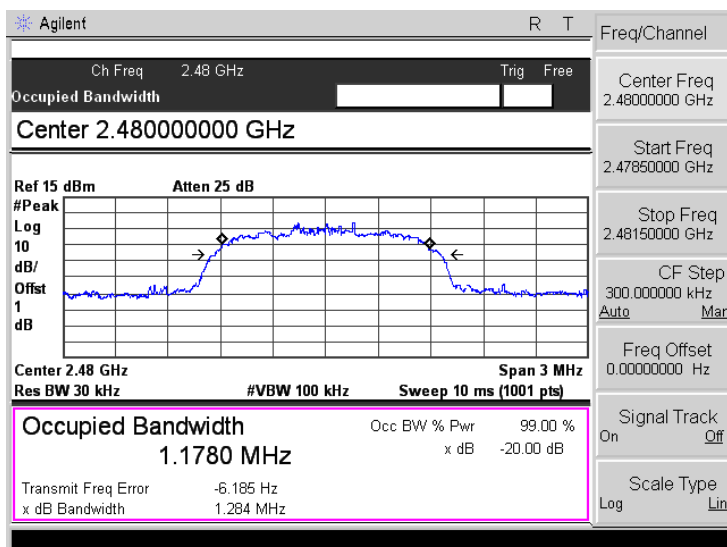 Agilent R T
Ch Freq 2.48 GHz Trig Free
Occupied Bandwidth
Center 2.480000000 GHz
Ref 15 dBm Atten 25 dB
#Peak
Log
10
dB/
Offst
1
dB
Center 2.48 GHz Span 3 MHz
Res BW 30 kHz #VBW 100 kHz Sweep 10 ms (1001 pts)
Occupied Bandwidth Occ BW % Pwr 99.00 %
1.1780 MHz x dB -20.00 dB
Transmit Freq Error -6.185 Hz
x dB Bandwidth 1.284 MHz
Freq/Channel
Center Freq
2.48000000 GHz
Start Freq
2.47850000 GHz
Stop Freq
2.48150000 GHz
CF Step
300.000000 kHz
Auto Man
Freq Offset
0.00000000 Hz
Signal Track
On Off
Scale Type
Log Lin